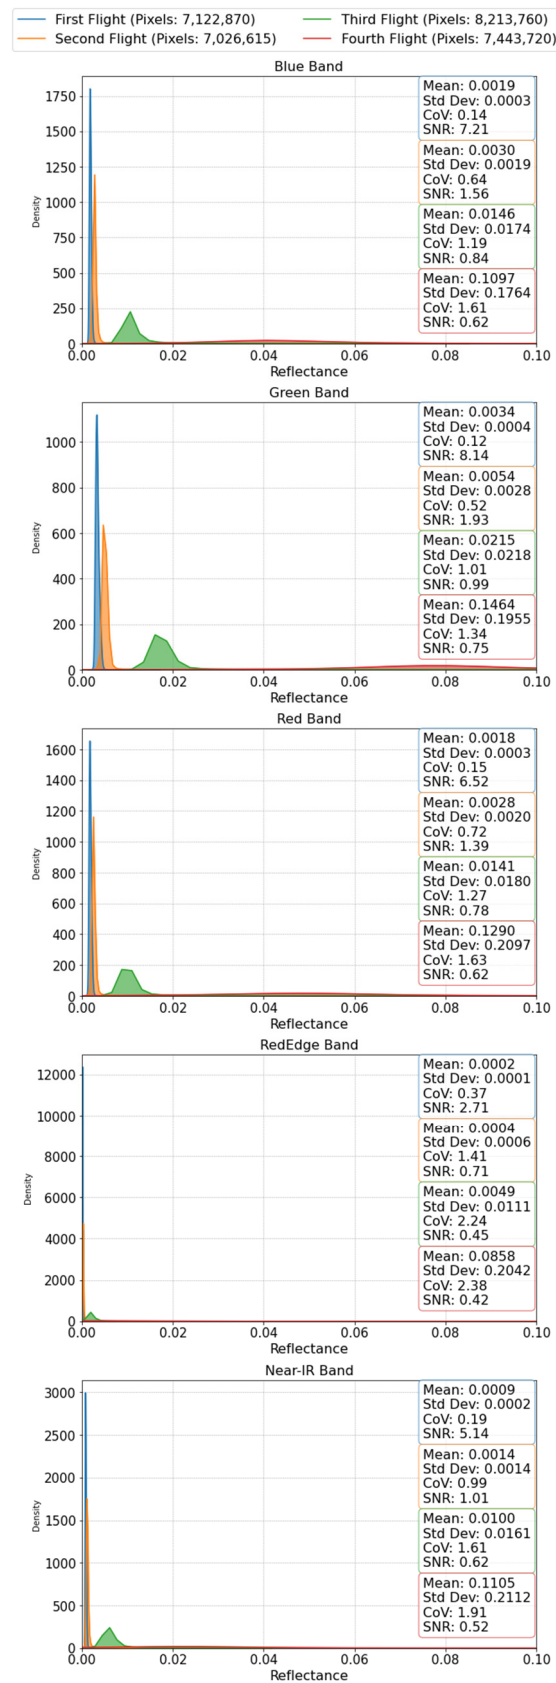 First Flight (Pixels: 7,122,870)
Second Flight (Pixels: 7,026,615)
Third Flight (Pixels: 8,213,760)
Fourth Flight (Pixels: 7,443,720)
Blue Band
Density
1750
1500
1250
1000
750
500
250
0
0.00 0.02 0.04 0.06 0.08 0.10
Reflectance
Mean: 0.0019
Std Dev: 0.0003
CoV: 0.14
SNR: 7.21
Mean: 0.0030
Std Dev: 0.0019
CoV: 0.64
SNR: 1.56
Mean: 0.0146
Std Dev: 0.0174
CoV: 1.19
SNR: 0.84
Mean: 0.1097
Std Dev: 0.1764
CoV: 1.61
SNR: 0.62
Green Band
Density
1000
800
600
400
200
0
0.00 0.02 0.04 0.06 0.08 0.10
Reflectance
Mean: 0.0034
Std Dev: 0.0004
CoV: 0.12
SNR: 8.14
Mean: 0.0054
Std Dev: 0.0028
CoV: 0.52
SNR: 1.93
Mean: 0.0215
Std Dev: 0.0218
CoV: 1.01
SNR: 0.99
Mean: 0.1464
Std Dev: 0.1955
CoV: 1.34
SNR: 0.75
Red Band
Density
1600
1400
1200
1000
800
600
400
200
0
0.00 0.02 0.04 0.06 0.08 0.10
Reflectance
Mean: 0.0018
Std Dev: 0.0003
CoV: 0.15
SNR: 6.52
Mean: 0.0028
Std Dev: 0.0020
CoV: 0.72
SNR: 1.39
Mean: 0.0141
Std Dev: 0.0180
CoV: 1.27
SNR: 0.78
Mean: 0.1290
Std Dev: 0.2097
CoV: 1.63
SNR: 0.62
RedEdge Band
Density
12000
10000
8000
6000
4000
2000
0
0.00 0.02 0.04 0.06 0.08 0.10
Reflectance
Mean: 0.0002
Std Dev: 0.0001
CoV: 0.37
SNR: 2.71
Mean: 0.0004
Std Dev: 0.0006
CoV: 1.41
SNR: 0.71
Mean: 0.0049
Std Dev: 0.0111
CoV: 2.24
SNR: 0.45
Mean: 0.0858
Std Dev: 0.2042
CoV: 2.38
SNR: 0.42
Near-IR Band
Density
3000
2500
2000
1500
1000
500
0
0.00 0.02 0.04 0.06 0.08 0.10
Reflectance
Mean: 0.0009
Std Dev: 0.0002
CoV: 0.19
SNR: 5.14
Mean: 0.0014
Std Dev: 0.0014
CoV: 0.99
SNR: 1.01
Mean: 0.0100
Std Dev: 0.0161
CoV: 1.61
SNR: 0.62
Mean: 0.1105
Std Dev: 0.2112
CoV: 1.91
SNR: 0.52